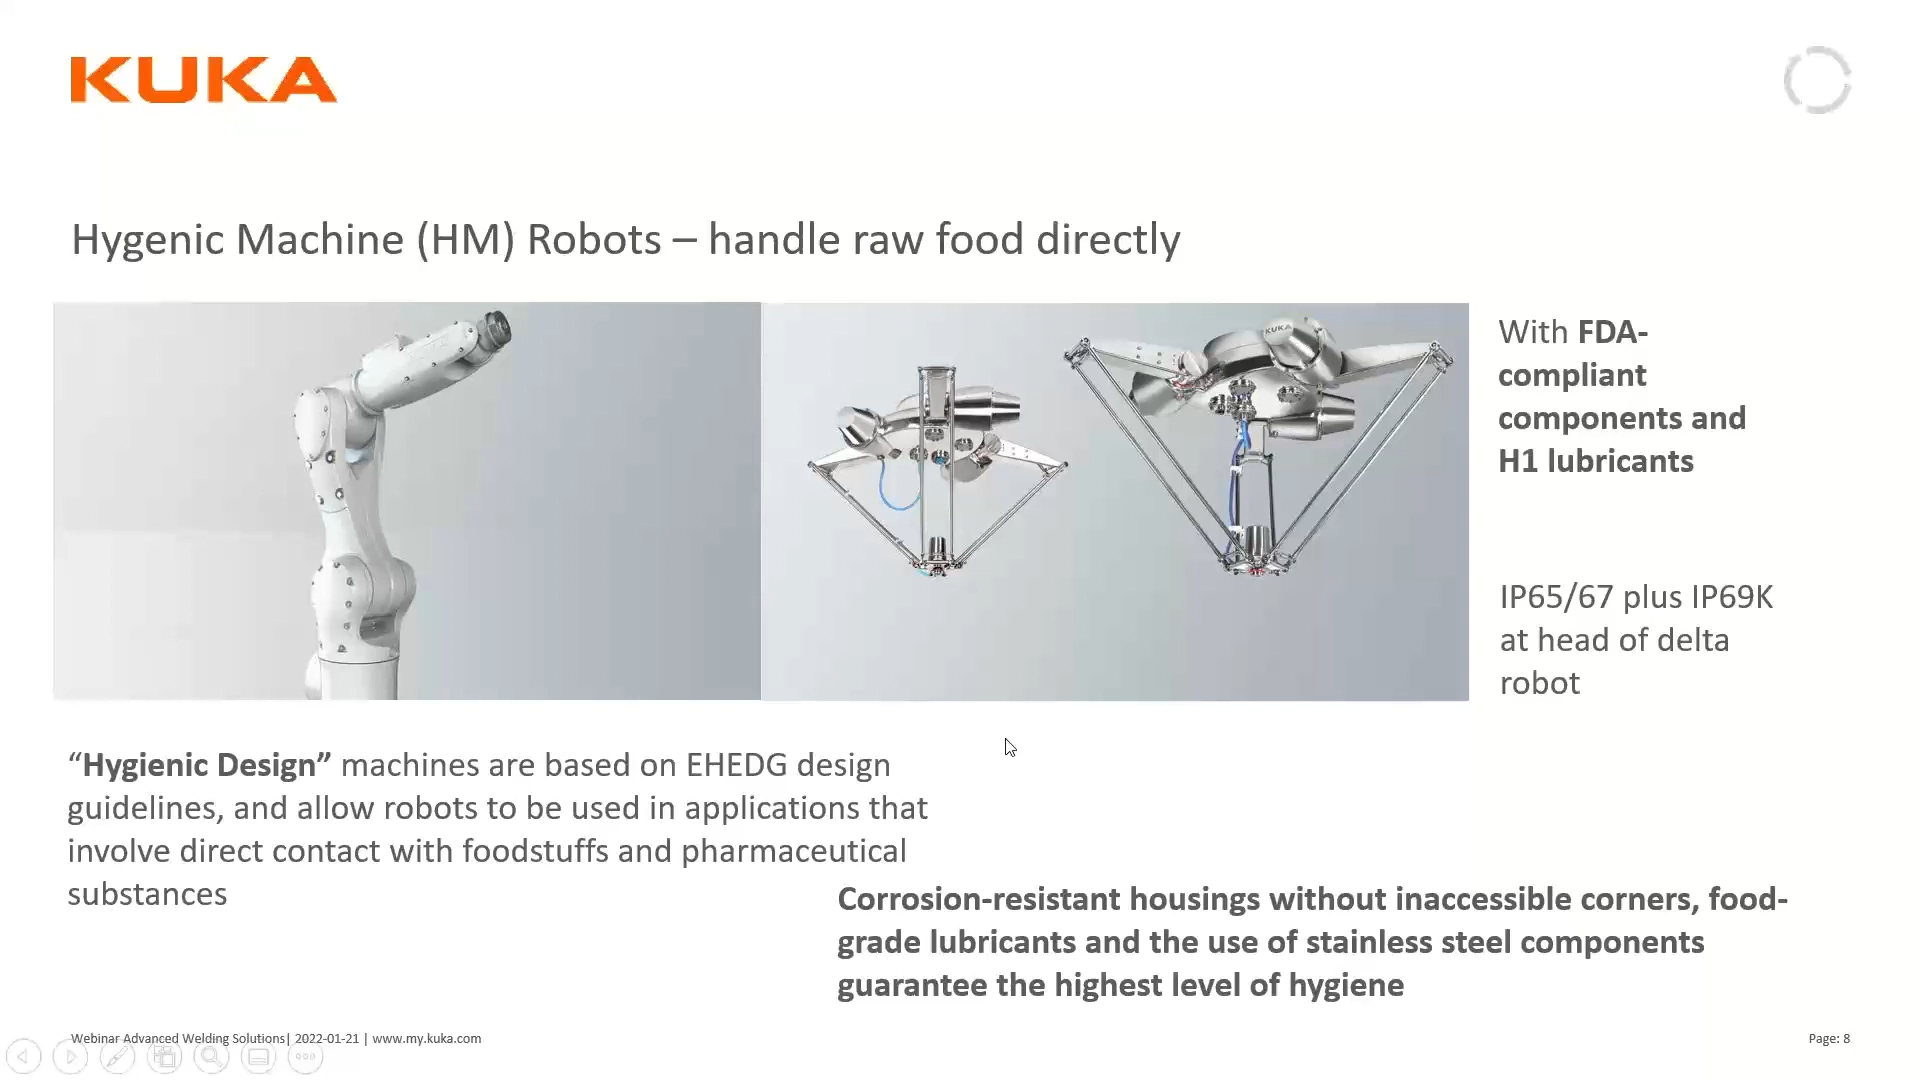 KUKA
Hygenic Machine (HM) Robots – handle raw food directly
KUKA
With FDA-
compliant
components and
H1 lubricants
IP65/67 plus IP69K
at head of delta
robot
“Hygienic Design” machines are based on EHEDG design
guidelines, and allow robots to be used in applications that
involve direct contact with foodstuffs and pharmaceutical
substances
Corrosion-resistant housings without inaccessible corners, food-
grade lubricants and the use of stainless steel components
guarantee the highest level of hygiene
Webinar Advanced Welding Solutions| 2022-01-21 | www.my.kuka.com
Page: 8